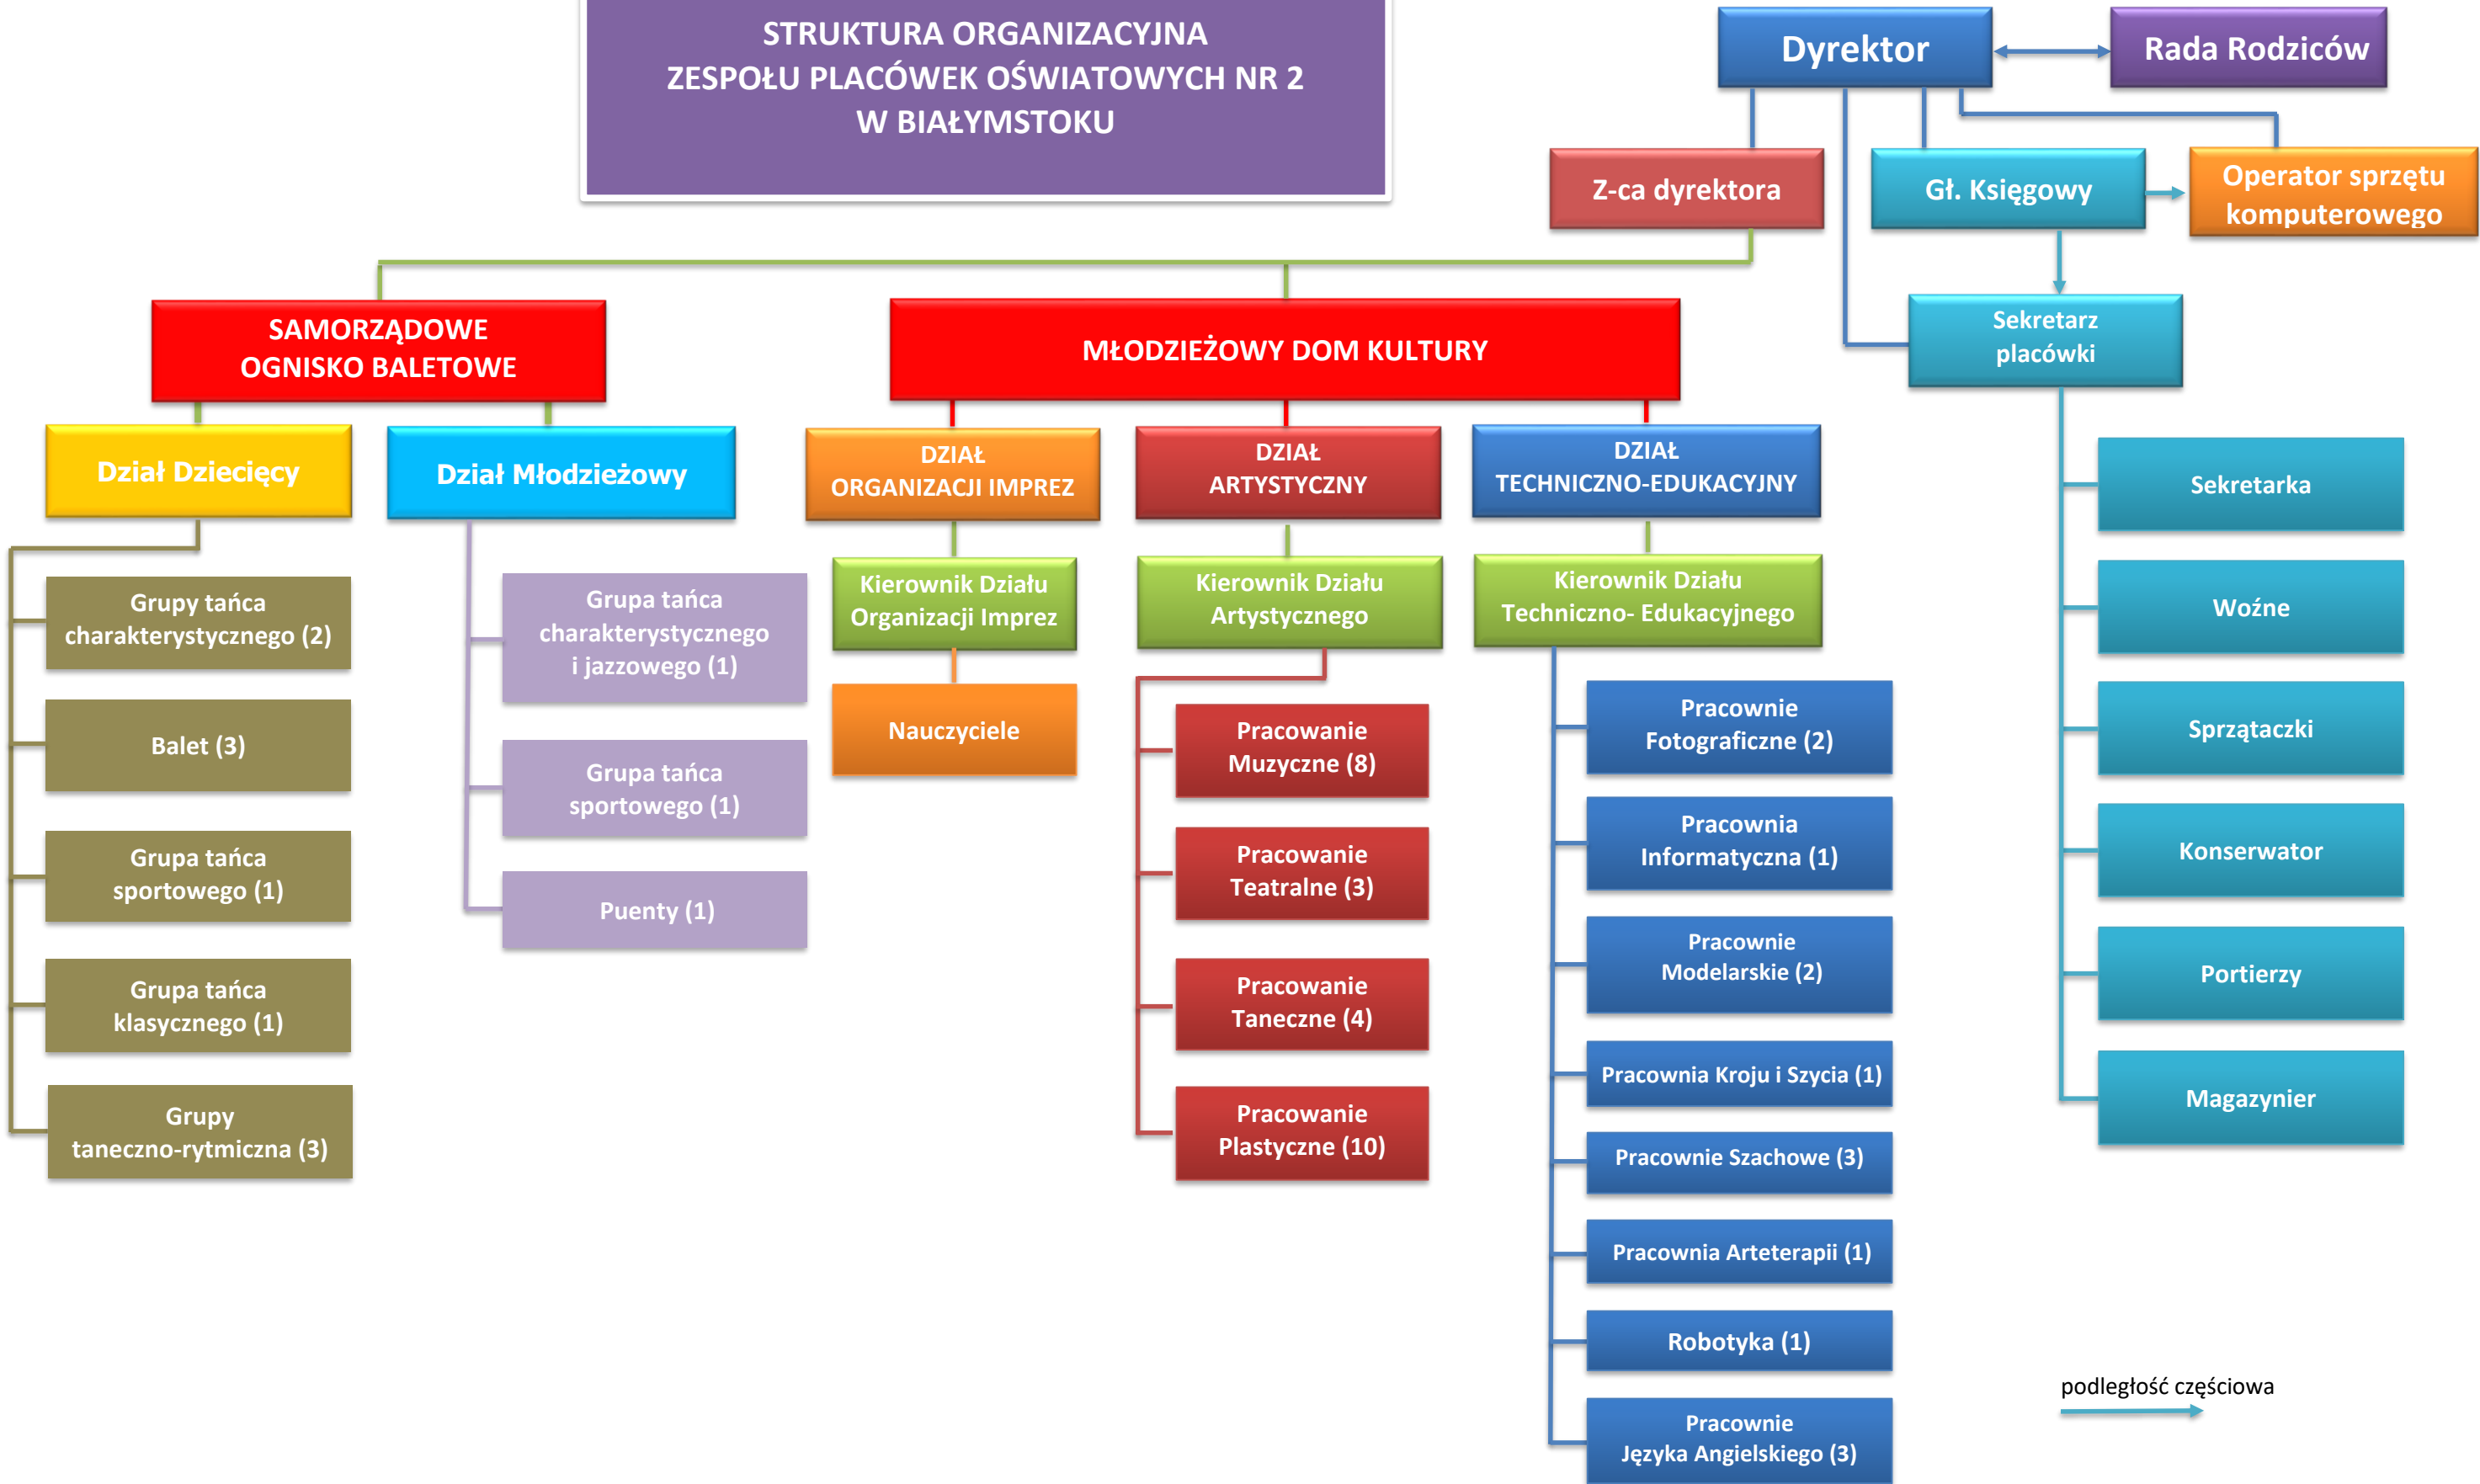 STRUKTURA ORGANIZACYJNA
ZESPOŁU PLACÓWEK OŚWIATOWYCH NR 2
W BIAŁYMSTOKU
Dyrektor
Rada Rodziców
Z-ca dyrektora
Gł. Księgowy
Operator sprzętu
komputerowego
SAMORZĄDOWE
OGNISKO BALETOWE
MŁODZIEŻOWY DOM KULTURY
Sekretarz
placówki
Dział Dziecięcy
Dział Młodzieżowy
DZIAŁ
ORGANIZACJI IMPREZ
DZIAŁ
ARTYSTYCZNY
DZIAŁ
TECHNICZNO-EDUKACYJNY
Grupy tańca
charakterystycznego (2)
Balet (3)
Grupa tańca
sportowego (1)
Grupa tańca
klasycznego (1)
Grupy
taneczno-rytmiczna (3)
Grupa tańca
charakterystycznego
i jazzowego (1)
Grupa tańca
sportowego (1)
Puenty (1)
Kierownik Działu
Organizacji Imprez
Nauczyciele
Kierownik Działu
Artystycznego
Pracowanie
Muzyczne (8)
Pracowanie
Teatralne (3)
Pracowanie
Taneczne (4)
Pracowanie
Plastyczne (10)
Kierownik Działu
Techniczno- Edukacyjnego
Pracownie
Fotograficzne (2)
Pracownia
Informatyczna (1)
Pracownie
Modelarskie (2)
Pracownia Kroju i Szycia (1)
Pracownie Szachowe (3)
Pracownia Arteterapii (1)
Robotyka (1)
Pracownie
Języka Angielskiego (3)
Sekretarka
Woźne
Sprzątaczki
Konserwator
Portierzy
Magazynier
podległość częściowa